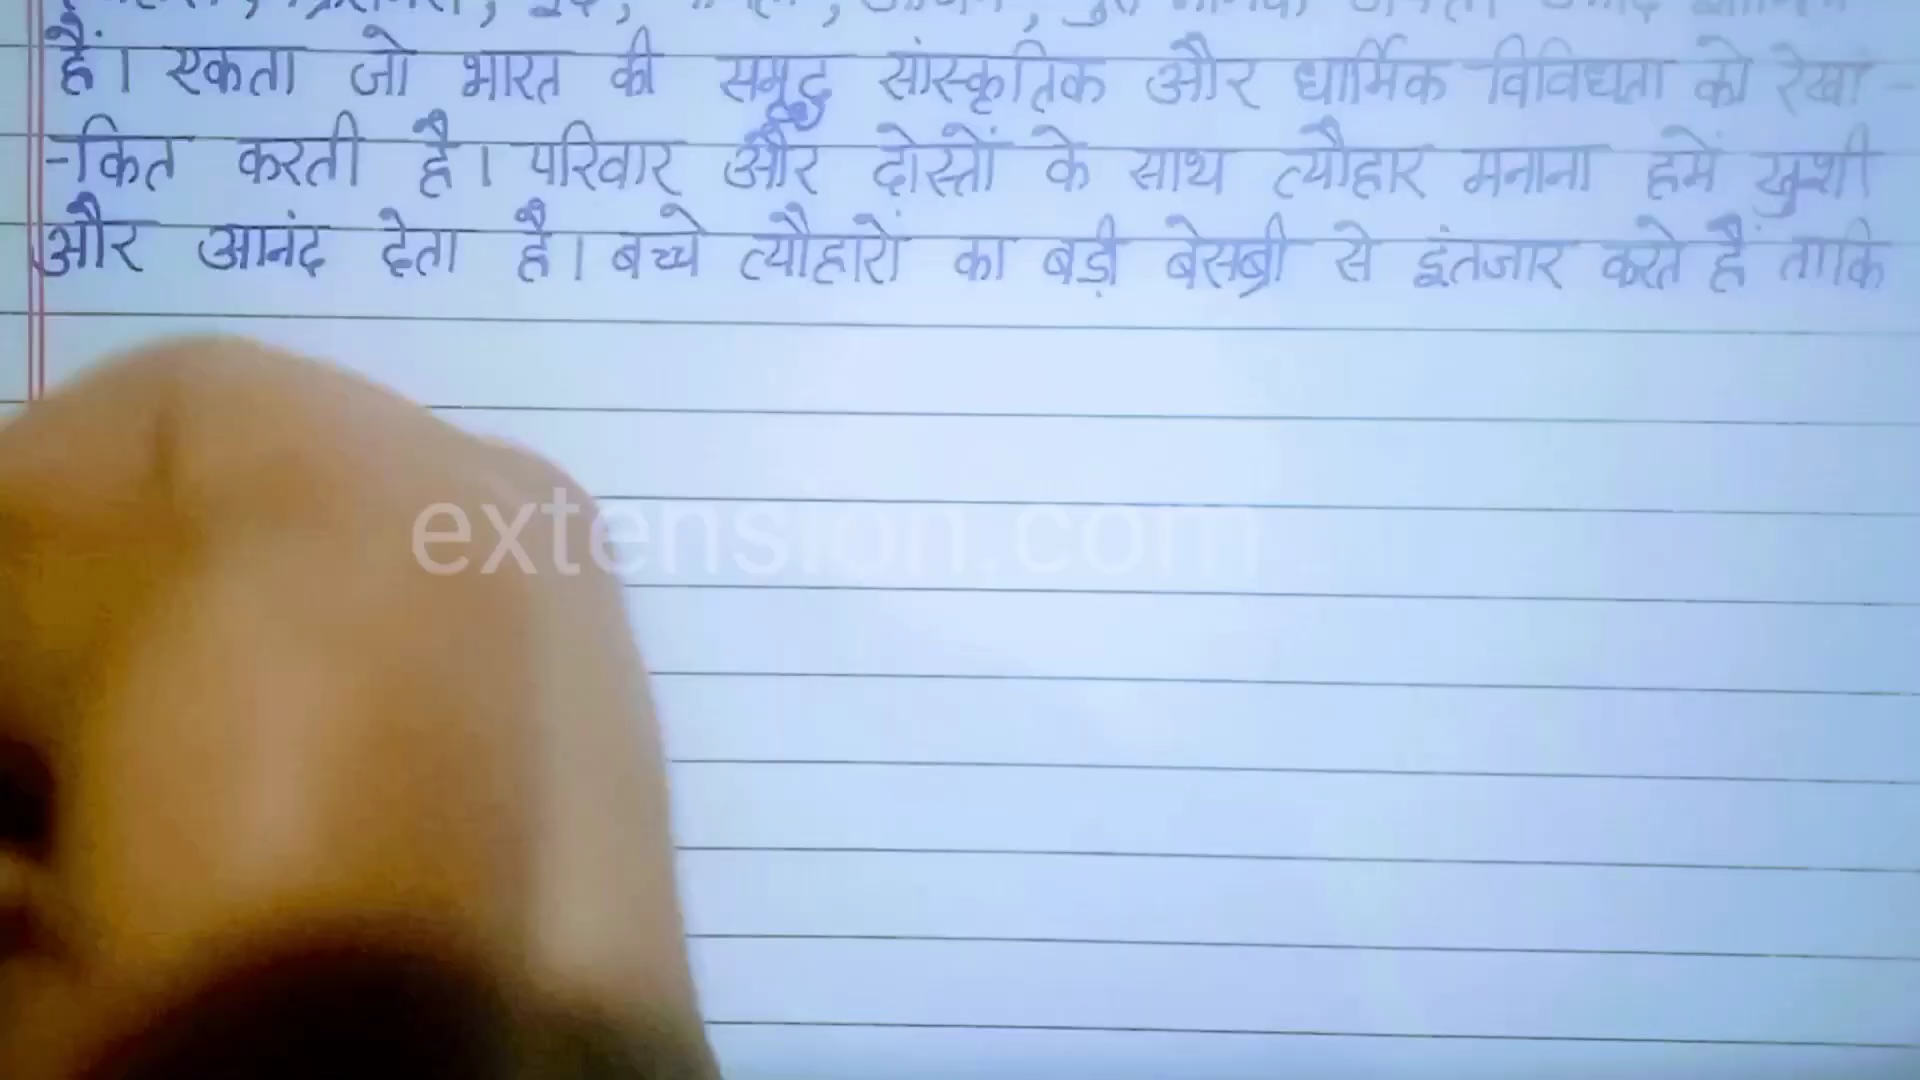 हैं। एकता जो भारत की समृद्ध सांस्कृतिक और धार्मिक विविधता को रेखा-
-कित करती है। परिवार और दोस्तों के साथ त्यौहार मनाना हमें खुशी
और आनंद देता है। बच्चे त्यौहारों का बड़ी बेसब्री से इंतजार करते हैं ताकि
extension.com